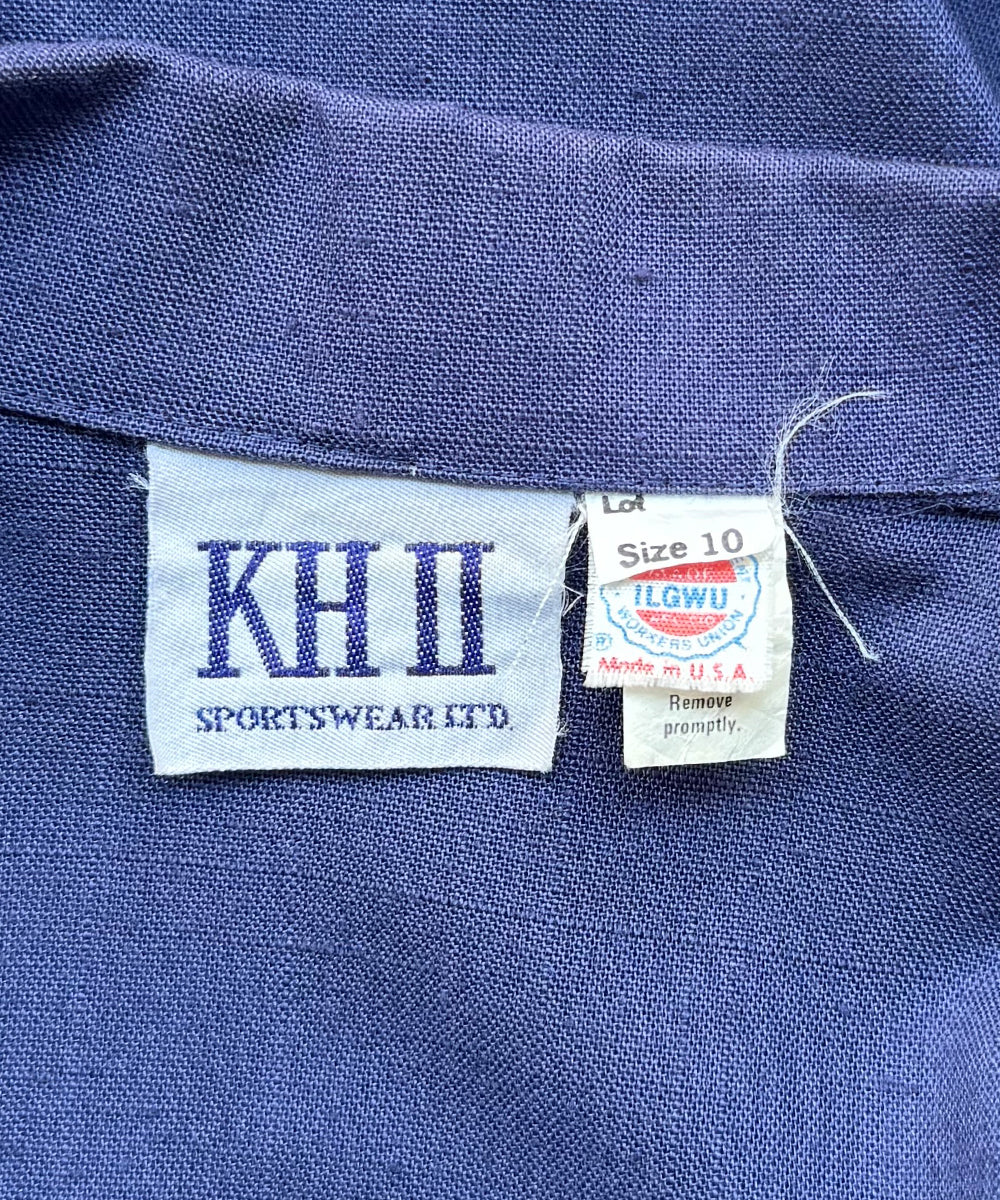 KH II
SPORTSWEAR LTD.
Lot
Size 10
ILGWU
WORKERS UNION
®
Made in U.S.A.
Remove
promptly.